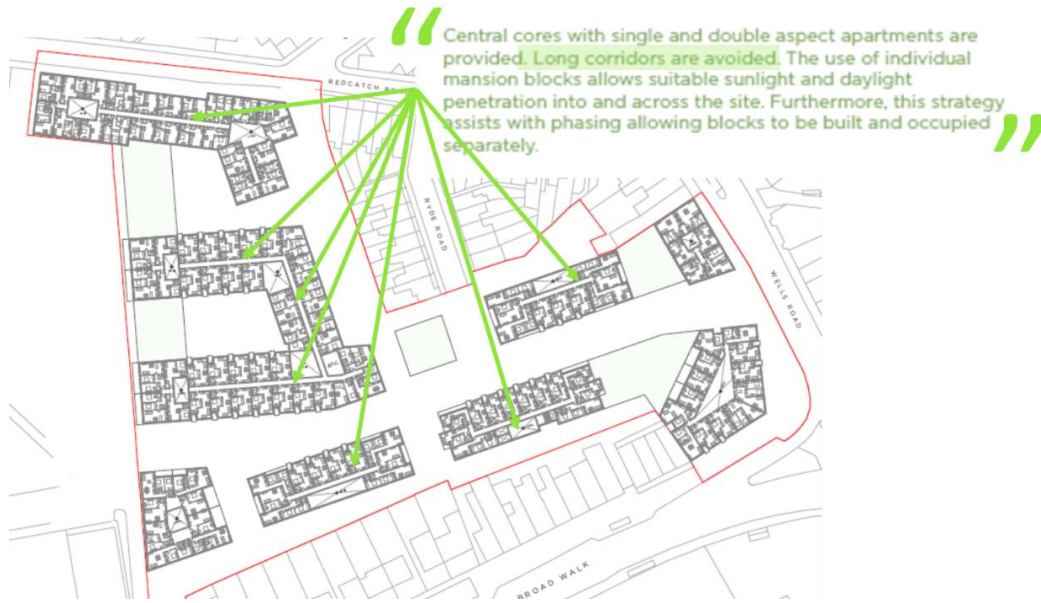 “ Central cores with single and double aspect apartments are
provided. Long corridors are avoided. The use of individual
mansion blocks allows suitable sunlight and daylight
penetration into and across the site. Furthermore, this strategy
assists with phasing allowing blocks to be built and occupied ”
separately.
REDCATCH
RYDE ROAD
WELLS ROAD
BROAD WALK